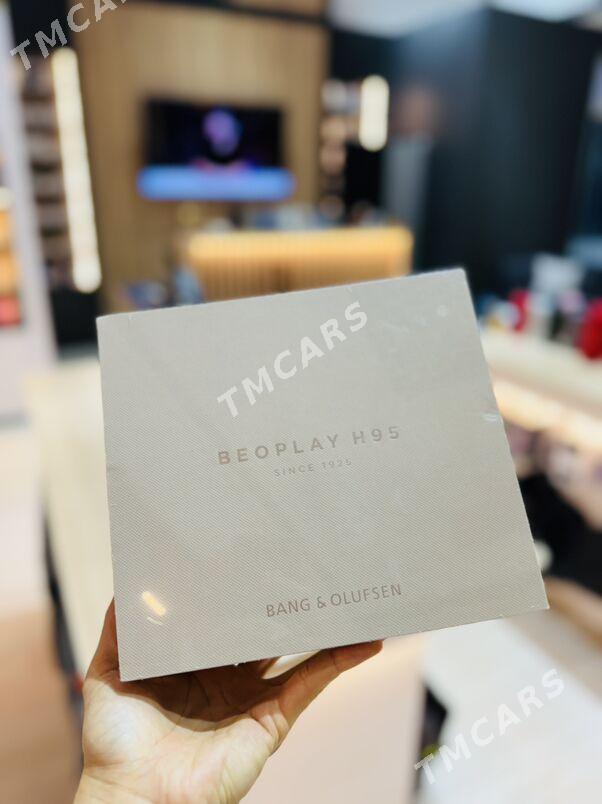 TMCARS
TMCARS
BEOPLAY H95
SINCE 1925
BANG & OLUFSEN
TMCARS